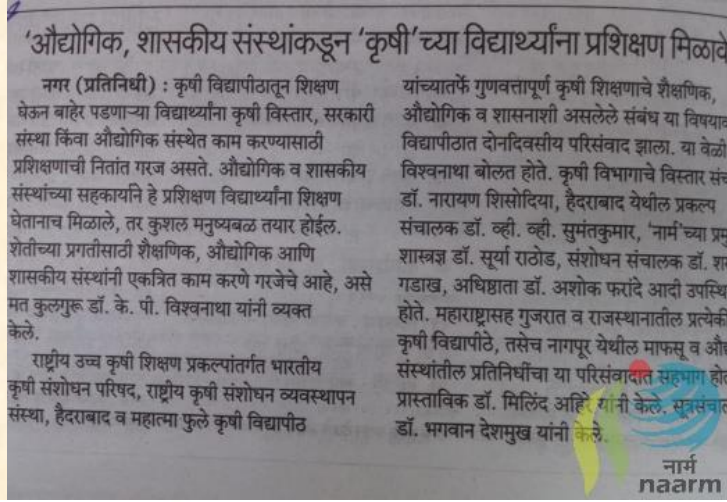 'औद्योगिक, शासकीय संस्थांकडून 'कृषी'च्या विद्यार्थ्यांना प्रशिक्षण मिळावे
नगर (प्रतिनिधी) : कृषी विद्यापीठातून शिक्षण
घेऊन बाहेर पडणाऱ्या विद्यार्थ्यांना कृषी विस्तार, सरकारी
संस्था किंवा औद्योगिक संस्थेत काम करण्यासाठी
प्रशिक्षणाची नितांत गरज असते. औद्योगिक व शासकीय
संस्थांच्या सहकार्याने हे प्रशिक्षण विद्यार्थ्यांना शिक्षण
घेतानाच मिळाले, तर कुशल मनुष्यबळ तयार होईल.
शेतीच्या प्रगतीसाठी शैक्षणिक, औद्योगिक आणि
शासकीय संस्थांनी एकत्रित काम करणे गरजेचे आहे, असे
मत कुलगुरू डॉ. के. पी. विश्वनाथा यांनी व्यक्त
केले.
राष्ट्रीय उच्च कृषी शिक्षण प्रकल्पांतर्गत भारतीय
कृषी संशोधन परिषद, राष्ट्रीय कृषी संशोधन व्यवस्थापन
संस्था, हैदराबाद व महात्मा फुले कृषी विद्यापीठ
यांच्यातर्फे गुणवत्तापूर्ण कृषी शिक्षणाचे शैक्षणिक,
औद्योगिक व शासनाशी असलेले संबंध या
विद्यापीठात दोनदिवसीय परिसंवाद झाला. या वेळी
विश्वनाथा बोलत होते. कृषी विभागाचे विस्तार
डॉ. नारायण शिसोदिया, हैदराबाद येथील प्रकल्प
संचालक डॉ. व्ही. व्ही. सुमंतकुमार, 'नार्म'च्या
शास्त्रज्ञ डॉ. सूर्या राठोड, संशोधन संचालक डॉ.
गडाख, अधिष्ठाता डॉ. अशोक फरांदे आदी
होते. महाराष्ट्रासह गुजरात व राजस्थानातील
कृषी विद्यापीठे, तसेच नागपूर येथील माफसू व
संस्थांतील प्रतिनिधींचा या परिसंवादात सहभाग
प्रास्ताविक डॉ. मिलिंद अहिरे यांनी केले.
डॉ. भगवान देशमुख यांनी केले.
नार्म
naarm